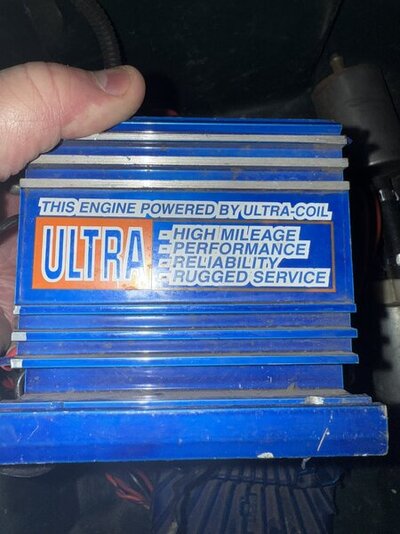 THIS ENGINE POWERED BY ULTRA-COIL
ULTRA
HIGH MILEAGE
PERFORMANCE
RELIABILITY
RUGGED SERVICE